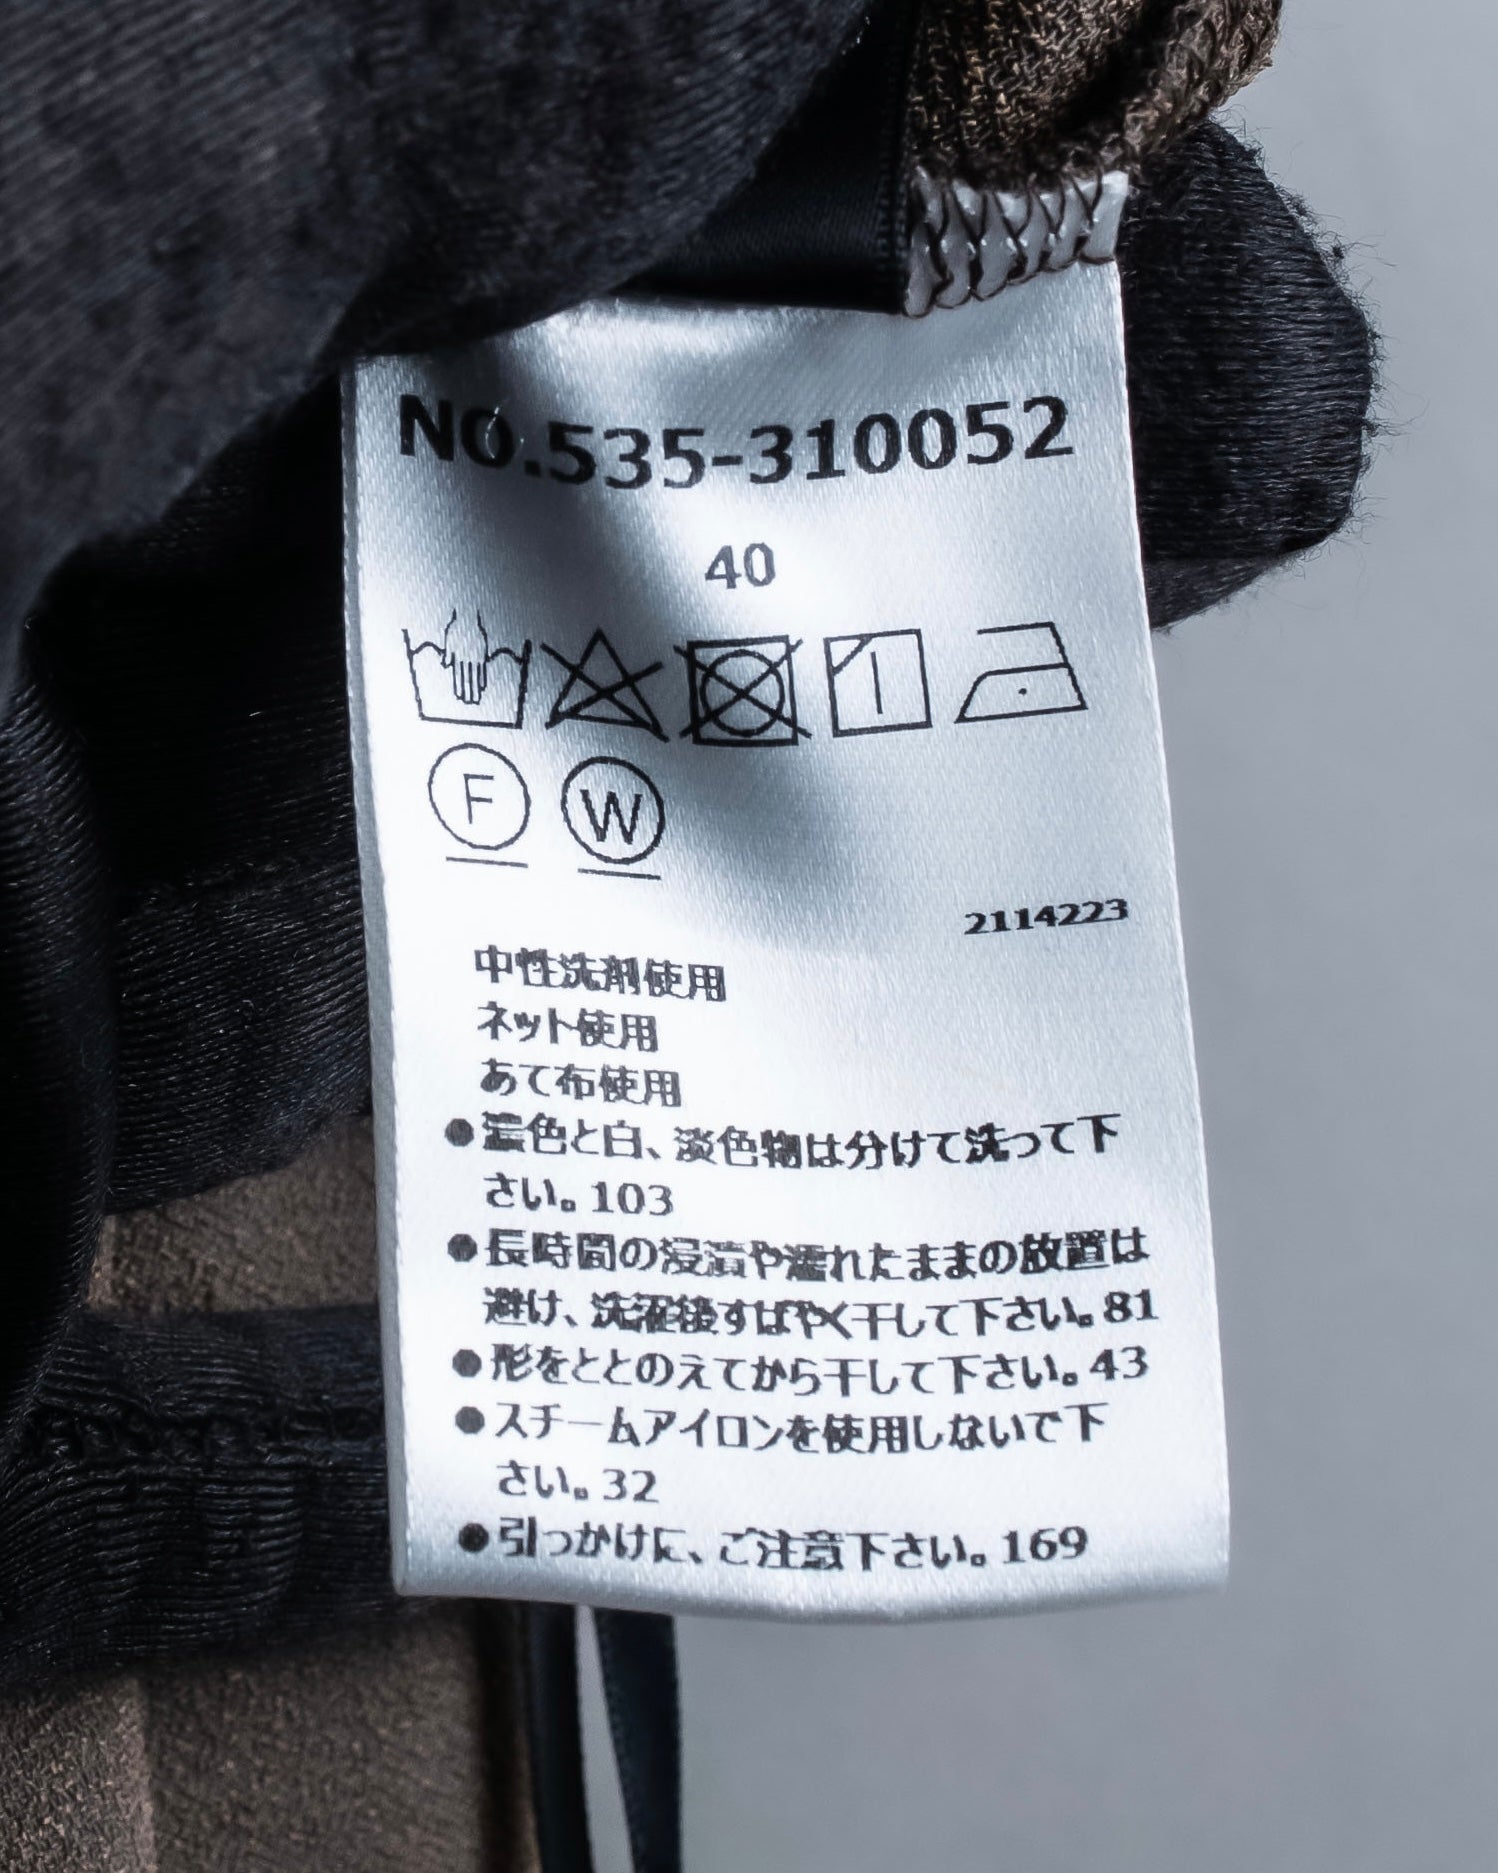 NO.535-310052
40
F W
2114223
中性洗剤使用
ネット使用
あて布使用
●濃色と白、淡色物は分けて洗って下
さい。103
●長時間の浸漬や濡れたままの放置は
避け、洗濯後すばやく干して下さい。81
●形をととのえてから干して下さい。43
●スチームアイロンを使用しないで下
さい。32
●引っかけに、ご注意下さい。169